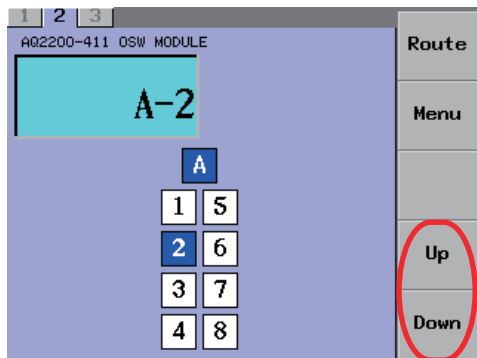 1 2 3
AQ2200-411 OSW MODULE
A-2
A
1 5
2 6
3 7
4 8
Route
Menu
Up
Down